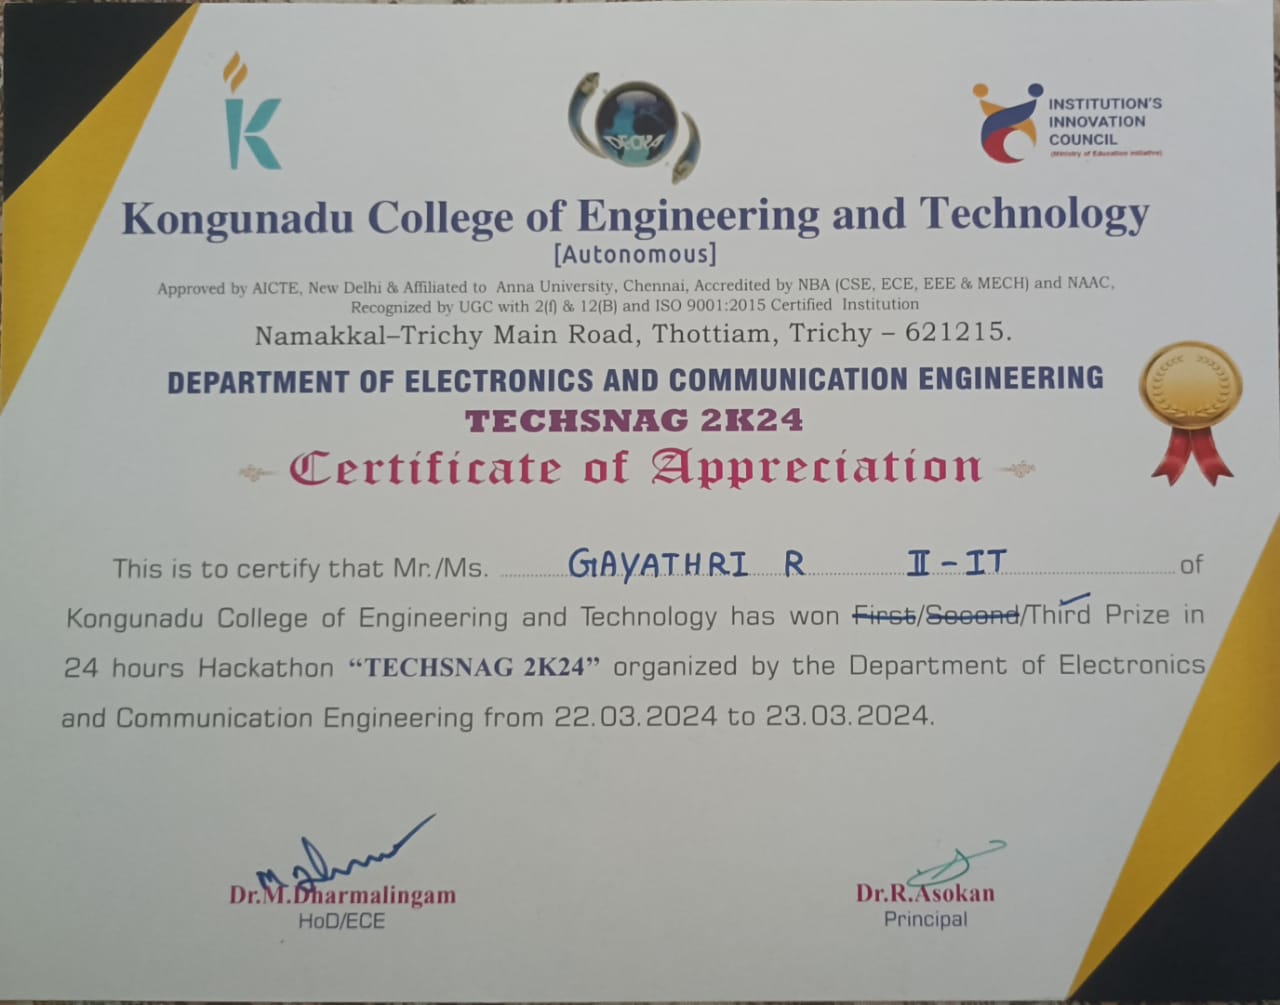 K
DECKA
INSTITUTION'S
INNOVATION
COUNCIL
(Ministry of Education initiative)
Kongunadu College of Engineering and Technology
[Autonomous]
Approved by AICTE, New Delhi & Affiliated to Anna University, Chennai, Accredited by NBA (CSE, ECE, EEE & MECH) and NAAC,
Recognized by UGC with 2(f) & 12(B) and ISO 9001:2015 Certified Institution
Namakkal–Trichy Main Road, Thottiam, Trichy – 621215.
DEPARTMENT OF ELECTRONICS AND COMMUNICATION ENGINEERING
TECHSNAG 2K24
Certificate of Appreciation
This is to certify that Mr./Ms. GAYATHRI R II - IT of
Kongunadu College of Engineering and Technology has won First/Second/Third Prize in
24 hours Hackathon “TECHSNAG 2K24” organized by the Department of Electronics
and Communication Engineering from 22.03.2024 to 23.03.2024.
Dr.M.Dharmalingam
HoD/ECE
Dr.R.Asokan
Principal